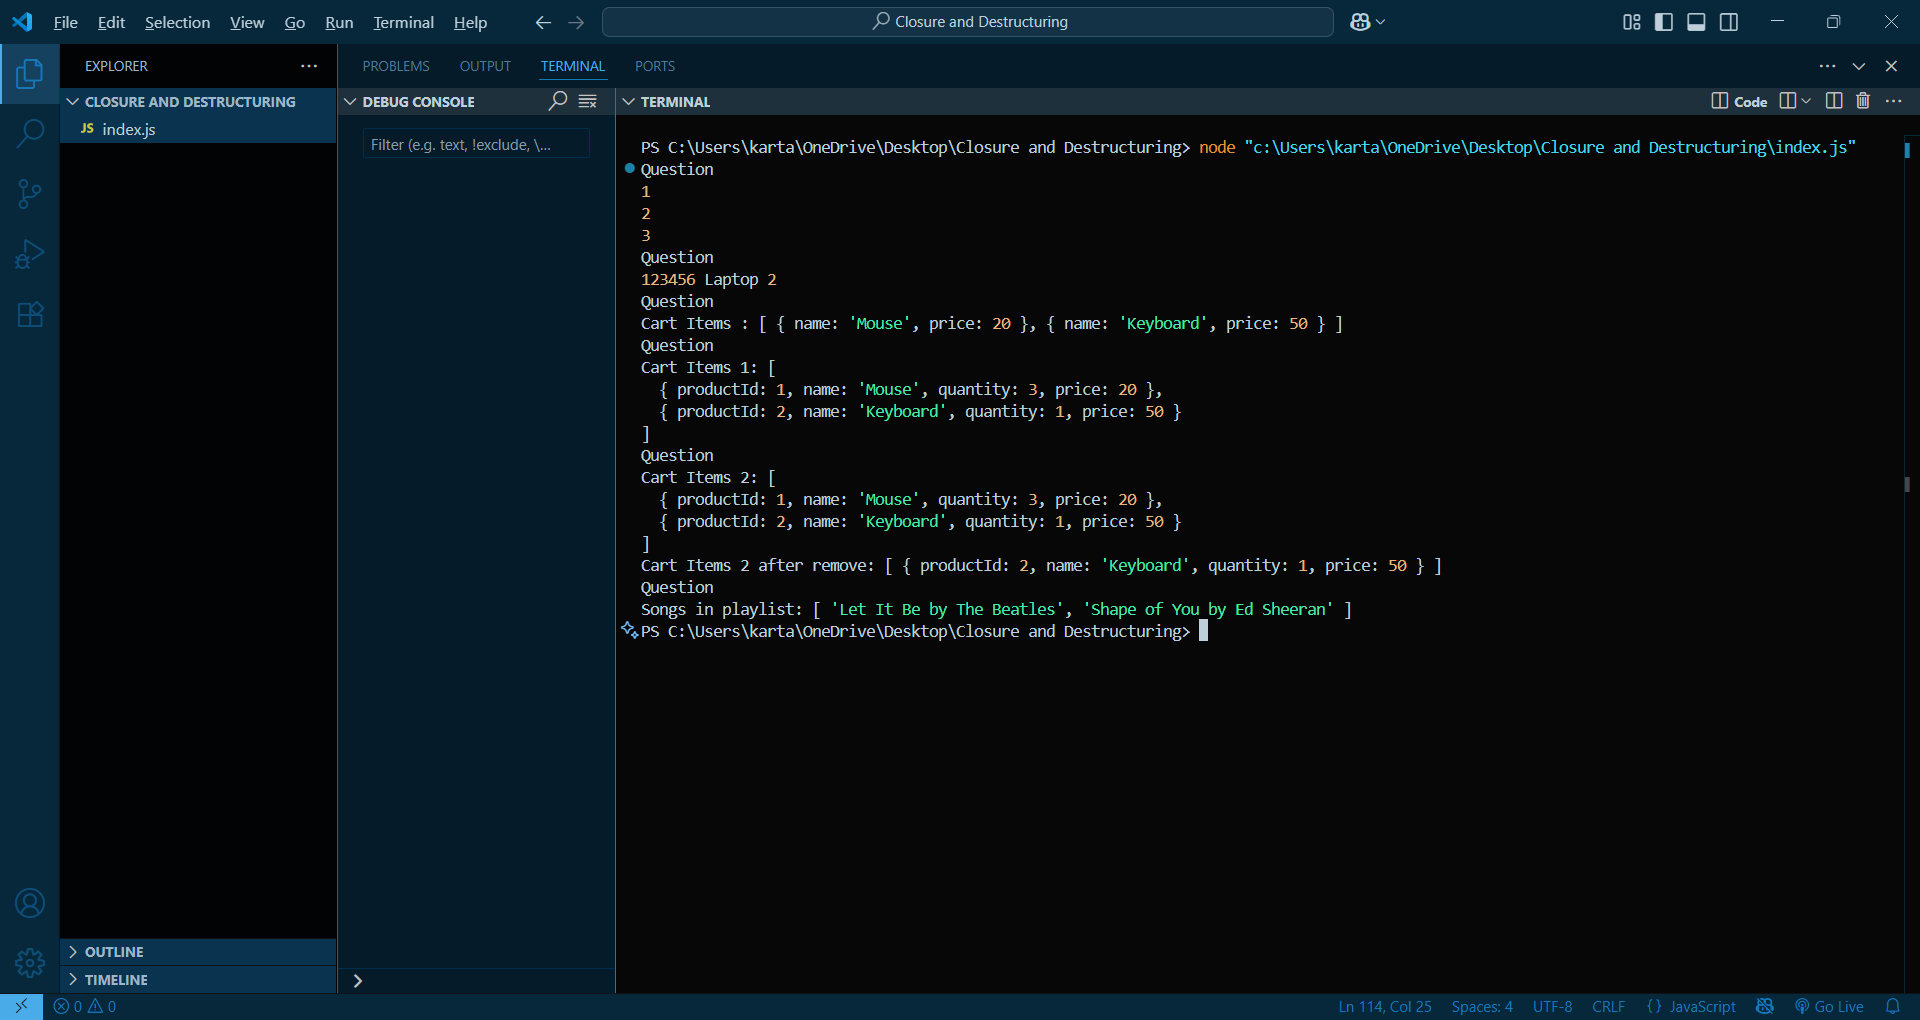 File Edit Selection View Go Run Terminal Help
Closure and Destructuring
EXPLORER
CLOSURE AND DESTRUCTURING
JS index.js
OUTLINE
TIMELINE
PROBLEMS OUTPUT TERMINAL PORTS
DEBUG CONSOLE
Filter (e.g. text, !exclude, \...
TERMINAL
Code
PS C:\Users\karta\OneDrive\Desktop\Closure and Destructuring> node "c:\Users\karta\OneDrive\Desktop\Closure and Destructuring\index.js"
Question
1
2
3
Question
123456 Laptop 2
Question
Cart Items : [ { name: 'Mouse', price: 20 }, { name: 'Keyboard', price: 50 } ]
Question
Cart Items 1: [
  { productId: 1, name: 'Mouse', quantity: 3, price: 20 },
  { productId: 2, name: 'Keyboard', quantity: 1, price: 50 }
]
Question
Cart Items 2: [
  { productId: 1, name: 'Mouse', quantity: 3, price: 20 },
  { productId: 2, name: 'Keyboard', quantity: 1, price: 50 }
]
Cart Items 2 after remove: [ { productId: 2, name: 'Keyboard', quantity: 1, price: 50 } ]
Question
Songs in playlist: [ 'Let It Be by The Beatles', 'Shape of You by Ed Sheeran' ]
PS C:\Users\karta\OneDrive\Desktop\Closure and Destructuring>
0 0
Ln 114, Col 25 Spaces: 4 UTF-8 CRLF {} JavaScript Go Live